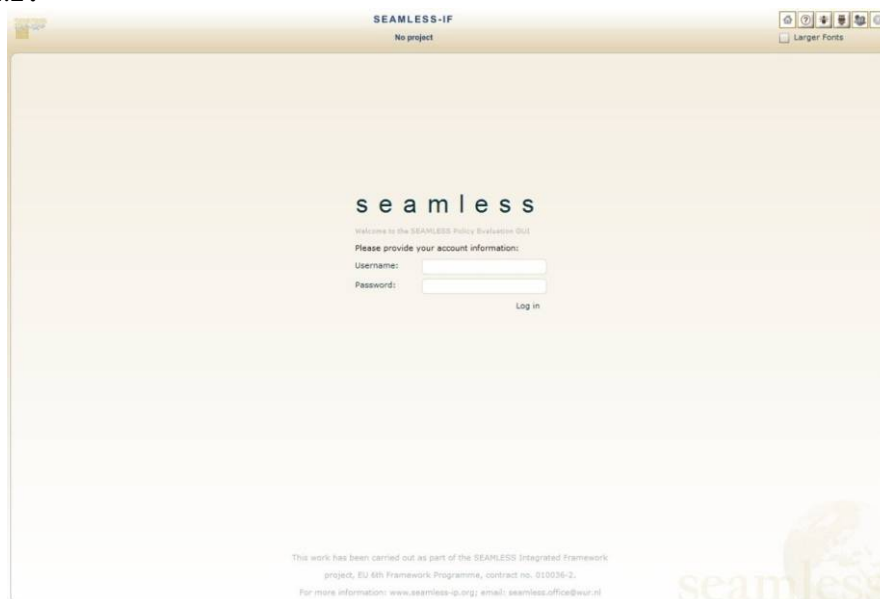 SEAMLESS-IF
No project
Larger Fonts
seamless
Welcome to the SEAMLESS Policy Evaluation GUI
Please provide your account information:
Username:
Password:
Log in
This work has been carried out as part of the SEAMLESS Integrated Framework
project, EU 6th Framework Programme, contract no. 010036-2.
For more information: www.seamless-ip.org; email: seamless.office@wur.nl
seamless